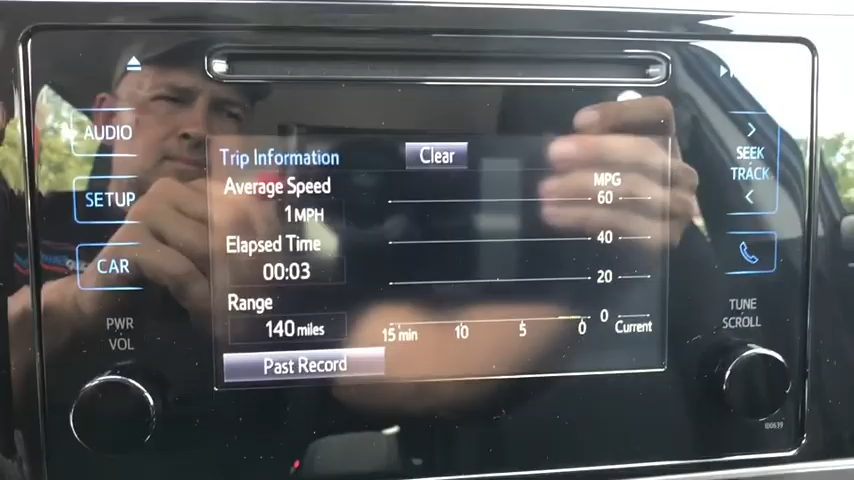 AUDIO
SETUP
CAR
PWR
VOL
Trip Information
Clear
Average Speed
1 MPH
Elapsed Time
00:03
Range
140 miles
Past Record
MPG
60
40
20
0
15 min
10
5
0
Current
SEEK
TRACK
TUNE
SCROLL
100639